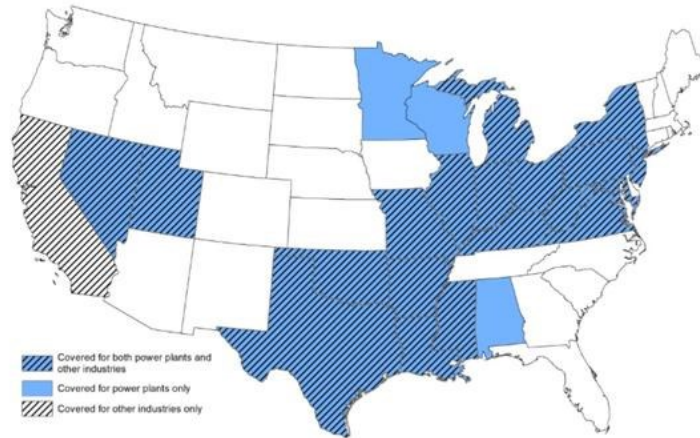 Covered for both power plants and
other industries
Covered for power plants only
Covered for other industries only